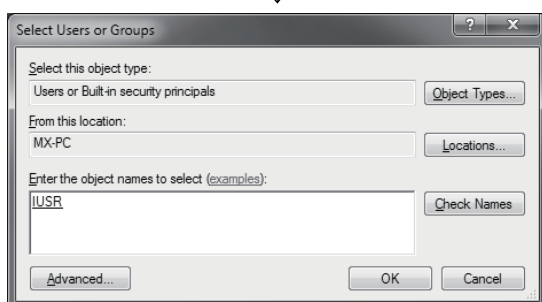 Select Users or Groups
Select this object type:
Users or Built-in security principals
Object Types...
From this location:
MX-PC
Locations...
Enter the object names to select (examples):
IUSR
Check Names
Advanced...
OK
Cancel